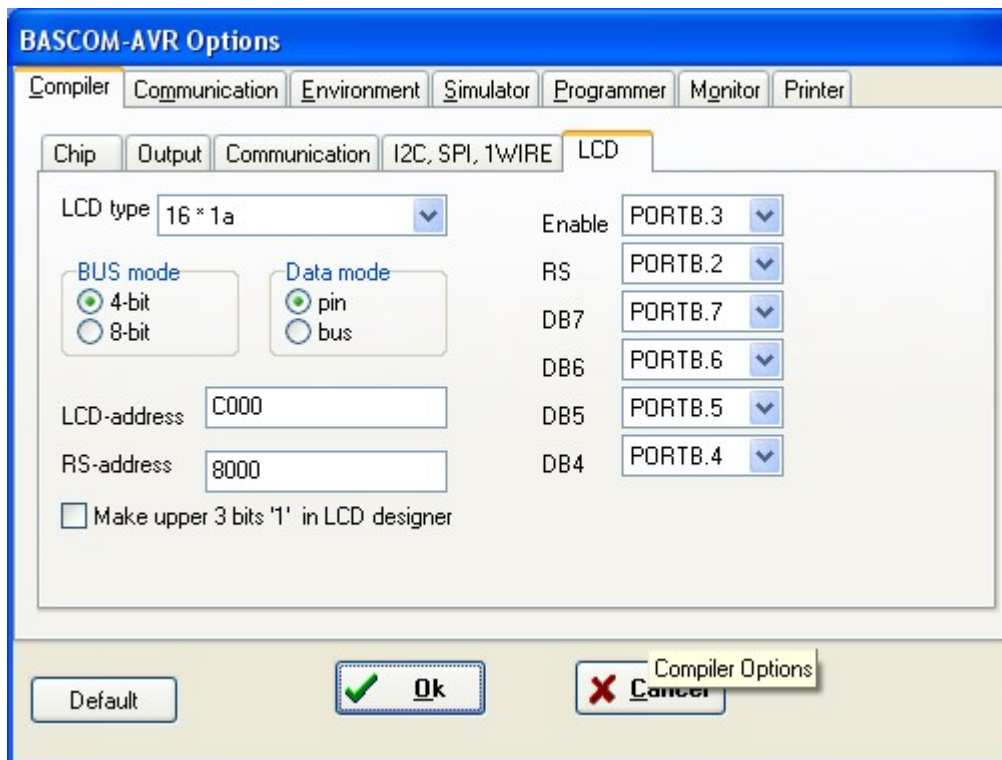 BASCOM-AVR Options
Compiler Communication Environment Simulator Programmer Monitor Printer
Chip Output Communication I2C, SPI, 1WIRE LCD
LCD type 16 * 1a
BUS mode
4-bit
8-bit
Data mode
pin
bus
LCD-address C000
RS-address 8000
Make upper 3 bits '1' in LCD designer
Enable PORTB.3
RS PORTB.2
DB7 PORTB.7
DB6 PORTB.6
DB5 PORTB.5
DB4 PORTB.4
Default Ok Cancel
Compiler Options